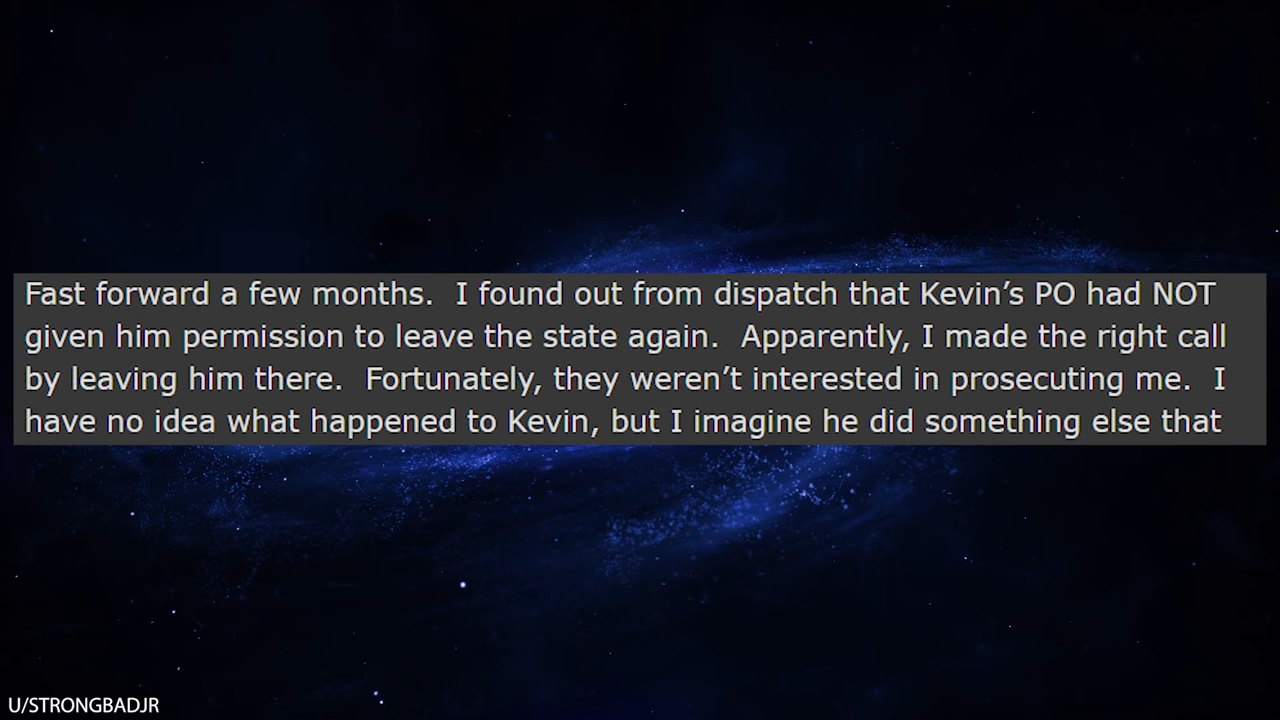 Fast forward a few months.  I found out from dispatch that Kevin’s PO had NOT
given him permission to leave the state again.  Apparently, I made the right call
by leaving him there.  Fortunately, they weren’t interested in prosecuting me.  I
have no idea what happened to Kevin, but I imagine he did something else that
U/STRONGBADJR